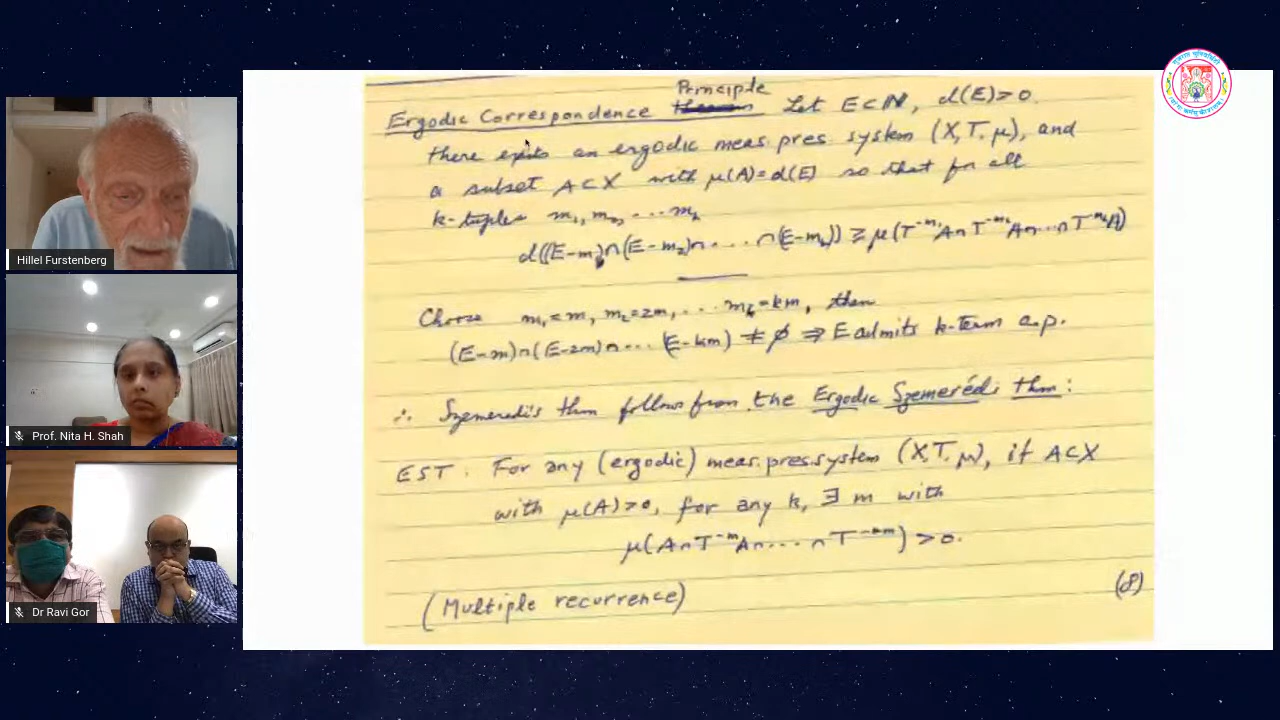 Ergodic Correspondence Principle Let E⊂ℕ, d(E)>0.
there exists an ergodic meas. pres. system (X,T,μ), and
a subset A⊂X with μ(A)=d(E) so that for all
k-tuples m₁, m₂, ... mₖ
d((E-m₁)∩(E-m₂)∩ .... ∩(E-mₖ)) ≥ μ(T^-m₁A∩T^-m₂A∩...∩T^-mₖA)
Choose m₁=m, m₂=2m, ... mₖ=km, then
(E-m)∩(E-2m)∩... (E-km) ≠ φ ⇒ E admits k-term a.p.
∴ Szemeredi's thm follows from the Ergodic Szemerédi thm:
EST. For any (ergodic) meas. pres. system (X,T,μ), if A⊂X
with μ(A)>0, for any k, ∃ m with
μ(A∩T^-mA∩....∩T^-km) >0.
(Multiple recurrence)
(8)
Hillel Furstenberg
Prof. Nita H. Shah
Dr Ravi Gor